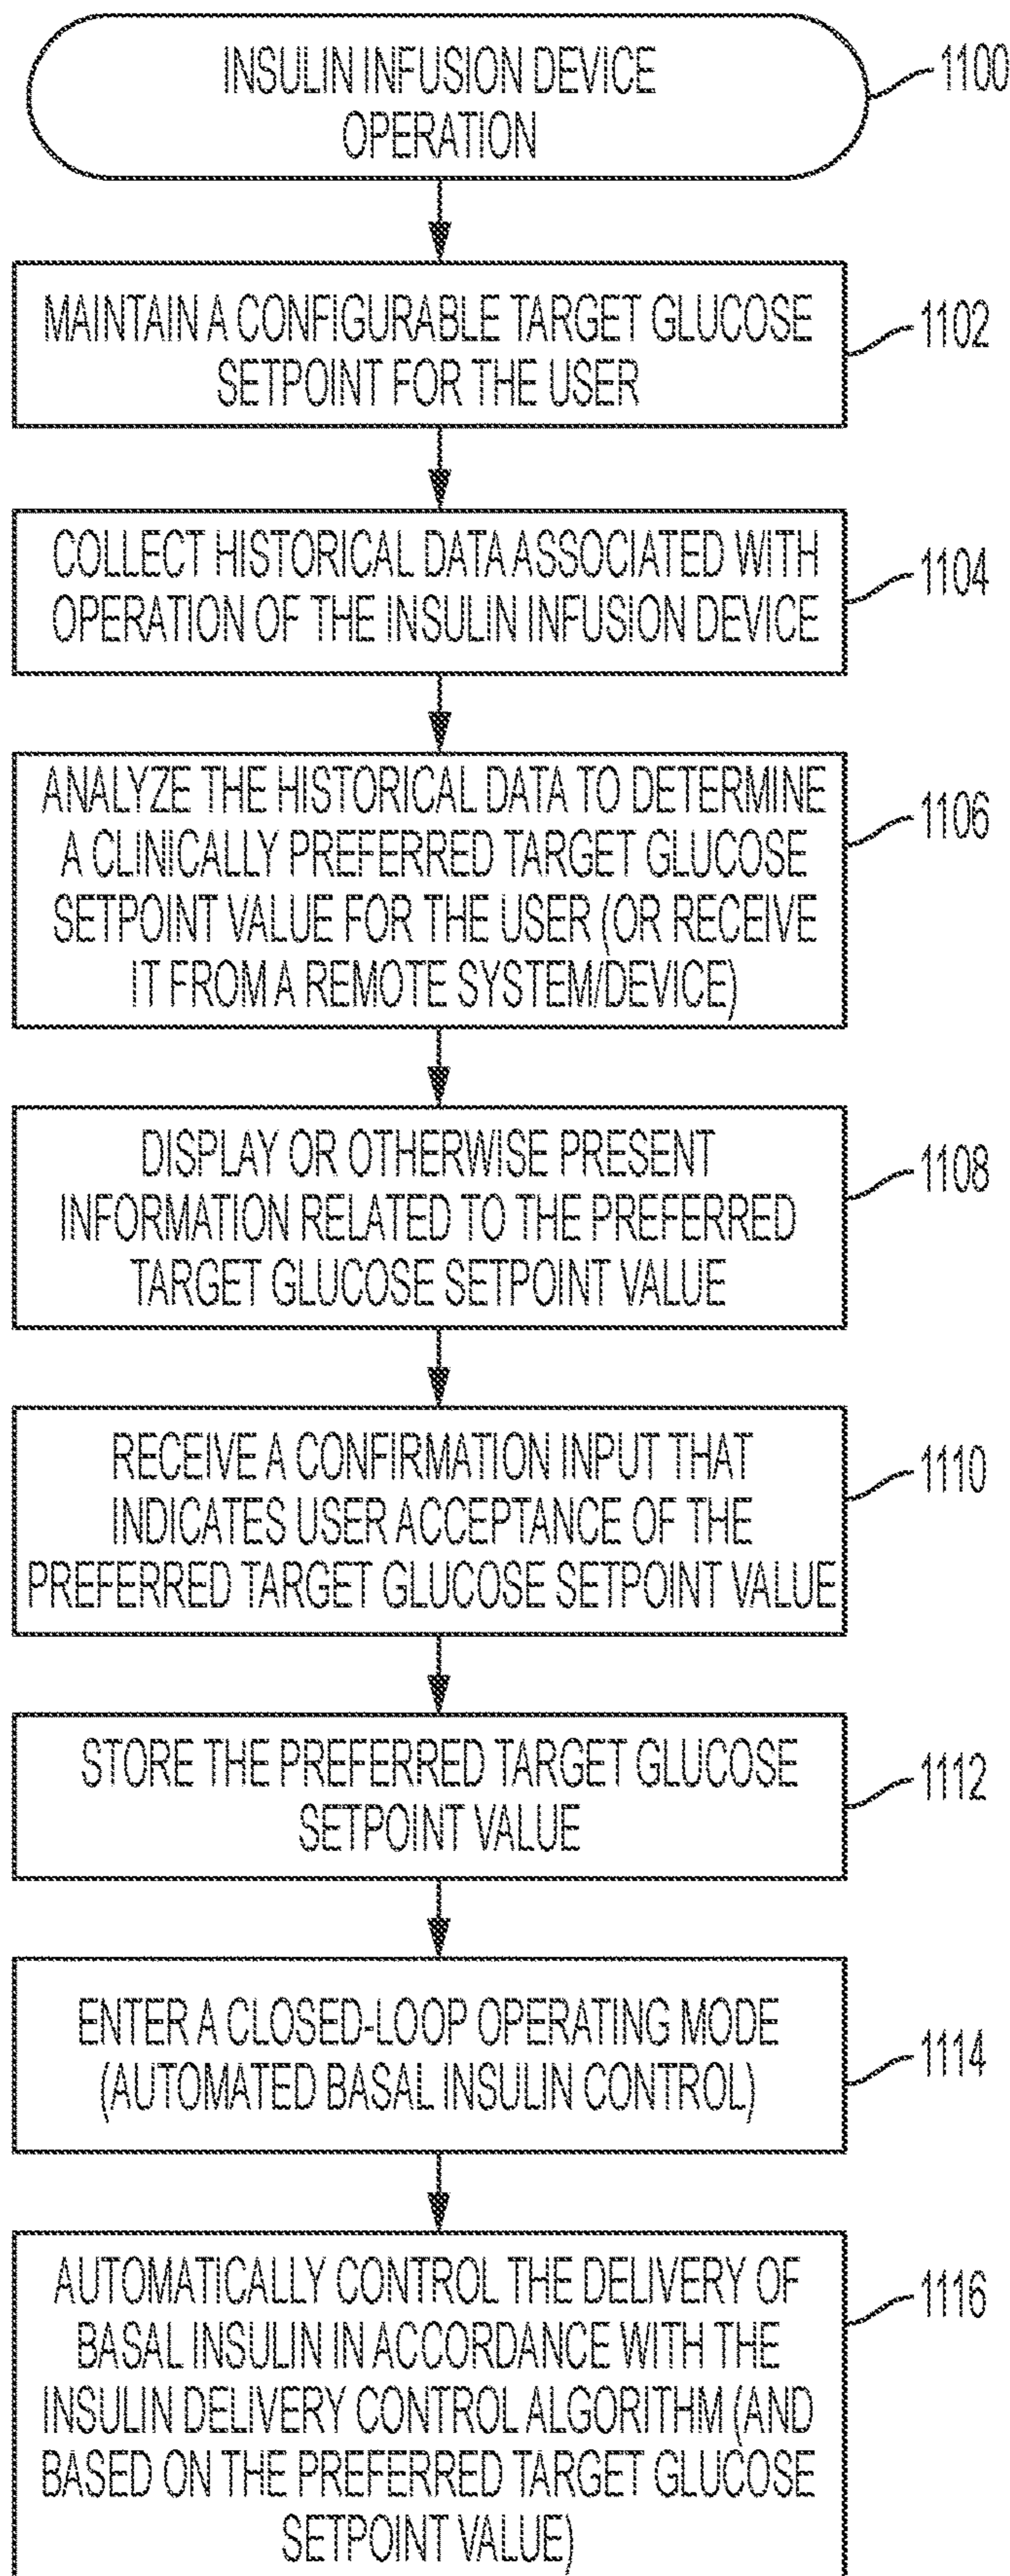 INSULIN INFUSION DEVICE
OPERATION
1100
MAINTAIN A CONFIGURABLE TARGET GLUCOSE
SETPOINT FOR THE USER
1102
COLLECT HISTORICAL DATA ASSOCIATED WITH
OPERATION OF THE INSULIN INFUSION DEVICE
1104
ANALYZE THE HISTORICAL DATA TO DETERMINE
A CLINICALLY PREFERRED TARGET GLUCOSE
SETPOINT VALUE FOR THE USER (OR RECEIVE
IT FROM A REMOTE SYSTEM/DEVICE)
1106
DISPLAY OR OTHERWISE PRESENT
INFORMATION RELATED TO THE PREFERRED
TARGET GLUCOSE SETPOINT VALUE
1108
RECEIVE A CONFIRMATION INPUT THAT
INDICATES USER ACCEPTANCE OF THE
PREFERRED TARGET GLUCOSE SETPOINT VALUE
1110
STORE THE PREFERRED TARGET GLUCOSE
SETPOINT VALUE
1112
ENTER A CLOSED-LOOP OPERATING MODE
(AUTOMATED BASAL INSULIN CONTROL)
1114
AUTOMATICALLY CONTROL THE DELIVERY OF
BASAL INSULIN IN ACCORDANCE WITH THE
INSULIN DELIVERY CONTROL ALGORITHM (AND
BASED ON THE PREFERRED TARGET GLUCOSE
SETPOINT VALUE)
1116